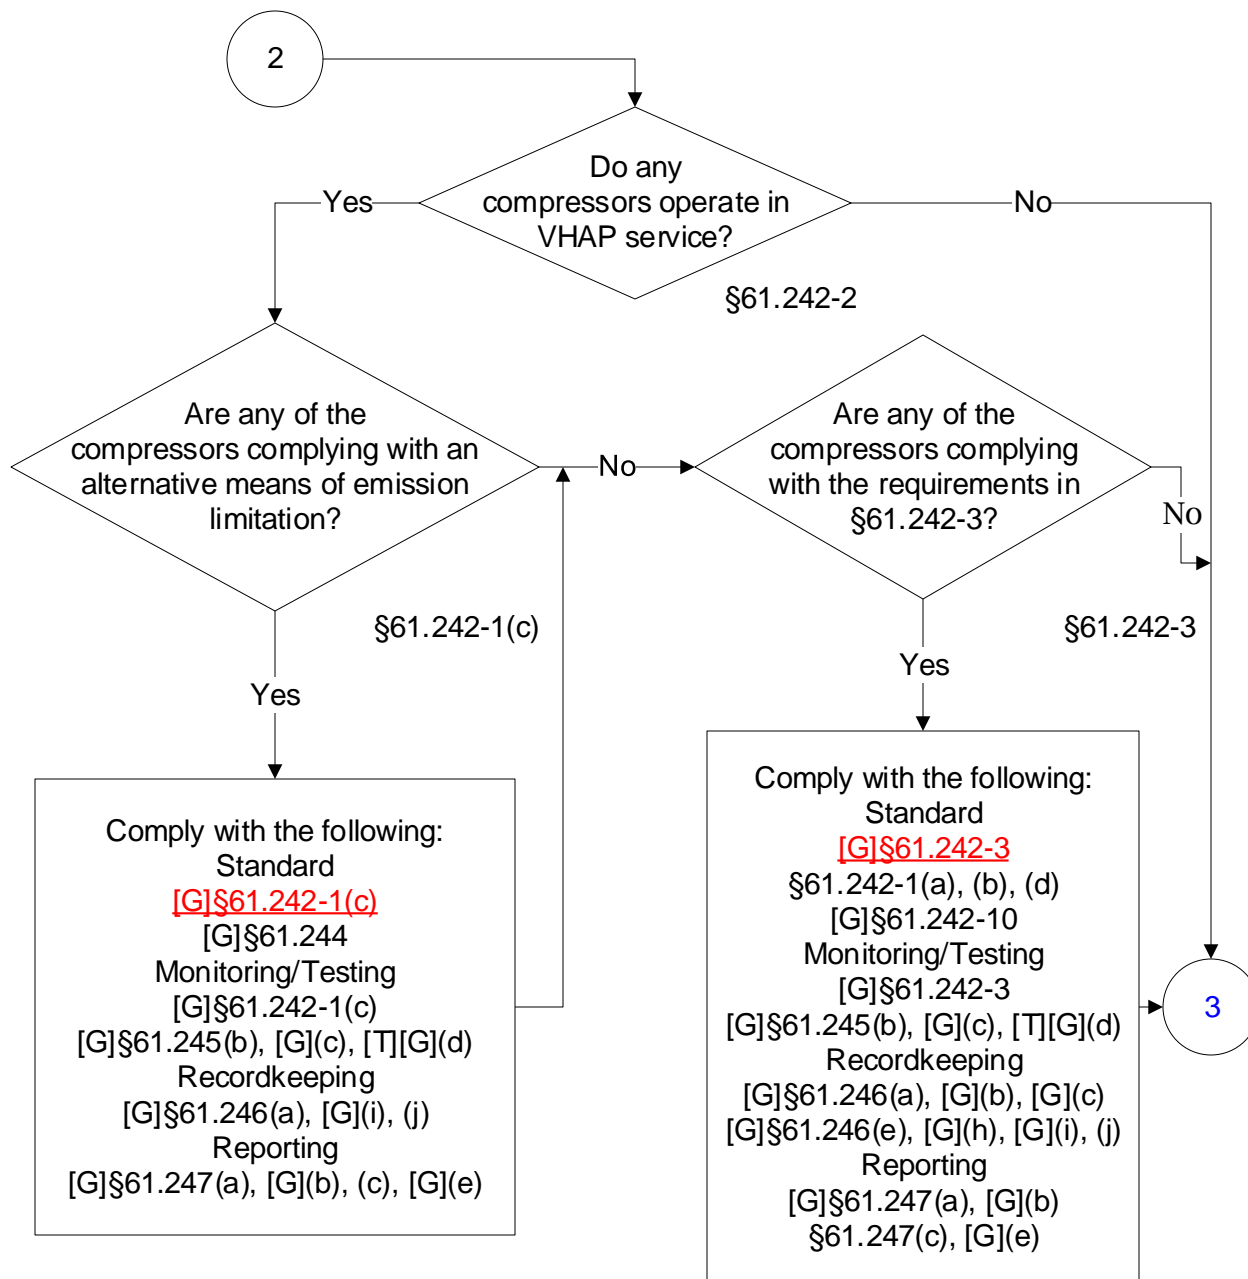 2
Do any
compressors operate in
VHAP service?
Yes
No
§61.242-2
Are any of the
compressors complying with an
alternative means of emission
limitation?
No
Are any of the
compressors complying
with the requirements in
§61.242-3?
No
§61.242-1(c)
§61.242-3
Yes
Yes
Comply with the following:
Standard
[G]§61.242-1(c)
[G]§61.244
Monitoring/Testing
[G]§61.242-1(c)
[G]§61.245(b), [G](c), [T][G](d)
Recordkeeping
[G]§61.246(a), [G](i), (j)
Reporting
[G]§61.247(a), [G](b), (c), [G](e)
Comply with the following:
Standard
[G]§61.242-3
§61.242-1(a), (b), (d)
[G]§61.242-10
Monitoring/Testing
[G]§61.242-3
[G]§61.245(b), [G](c), [T][G](d)
Recordkeeping
[G]§61.246(a), [G](b), [G](c)
[G]§61.246(e), [G](h), [G](i), (j)
Reporting
[G]§61.247(a), [G](b)
§61.247(c), [G](e)
3